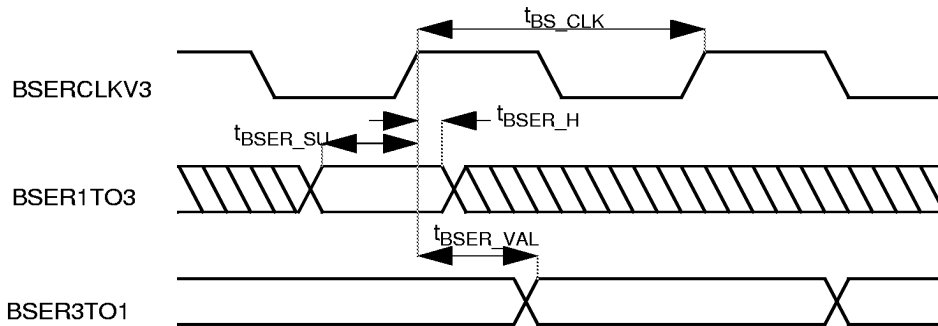 tBS_CLK
BSERCLKV3
tBSER_SU
tBSER_H
BSER1TO3
tBSER_VAL
BSER3TO1